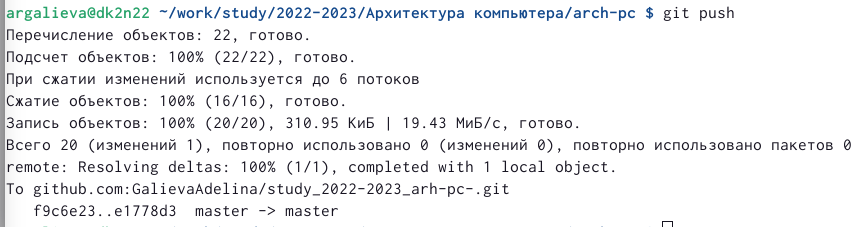 argalieva@dk2n22 ~/work/study/2022-2023/Архитектура компьютера/arch-pc $ git push
Перечисление объектов: 22, готово.
Подсчет объектов: 100% (22/22), готово.
При сжатии изменений используется до 6 потоков
Сжатие объектов: 100% (16/16), готово.
Запись объектов: 100% (20/20), 310.95 КиБ | 19.43 МиБ/с, готово.
Всего 20 (изменений 1), повторно использовано 0 (изменений 0), повторно использовано пакетов 0
remote: Resolving deltas: 100% (1/1), completed with 1 local object.
To github.com:GalievaAdelina/study_2022-2023_arh-pc-.git
f9c6e23..e1778d3  master -> master